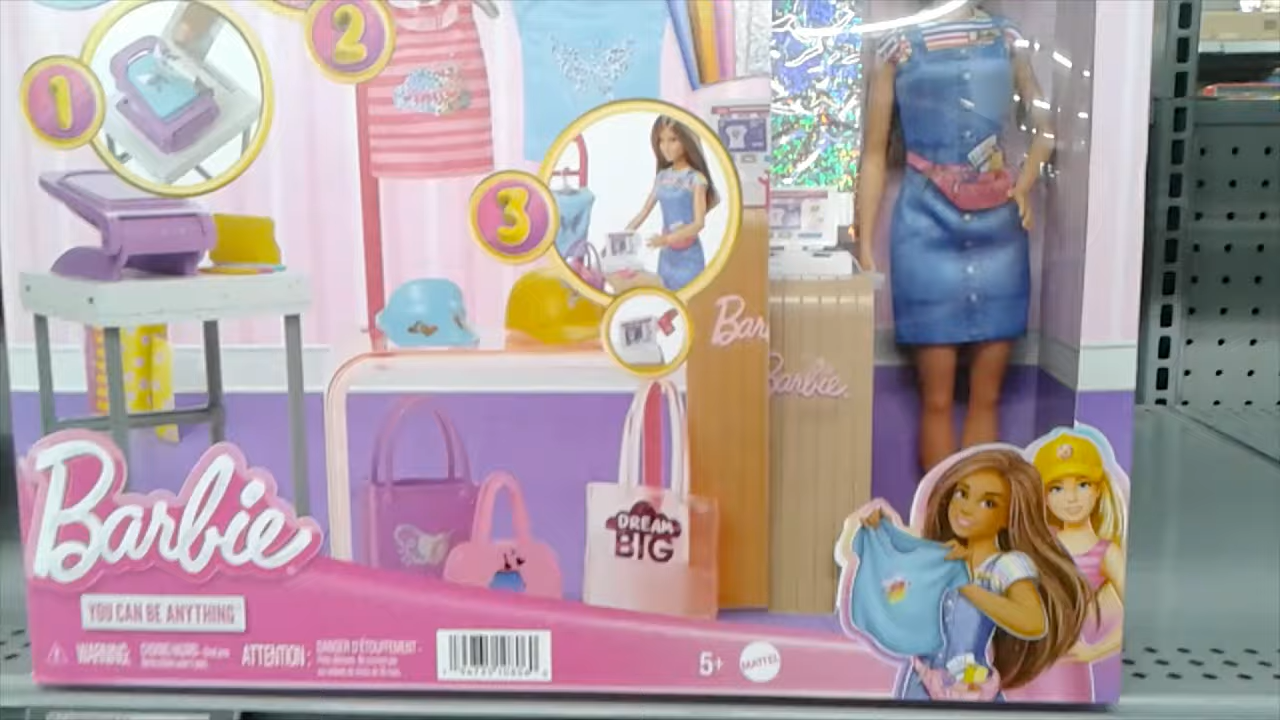 1
2
3
Barbie
Barbie.
DREAM
BIG
Barbie
YOU CAN BE ANYTHING
WARNING:
ATTENTION:
DANGER D'ÉTOUFFEMENT -
5+
MATTEL